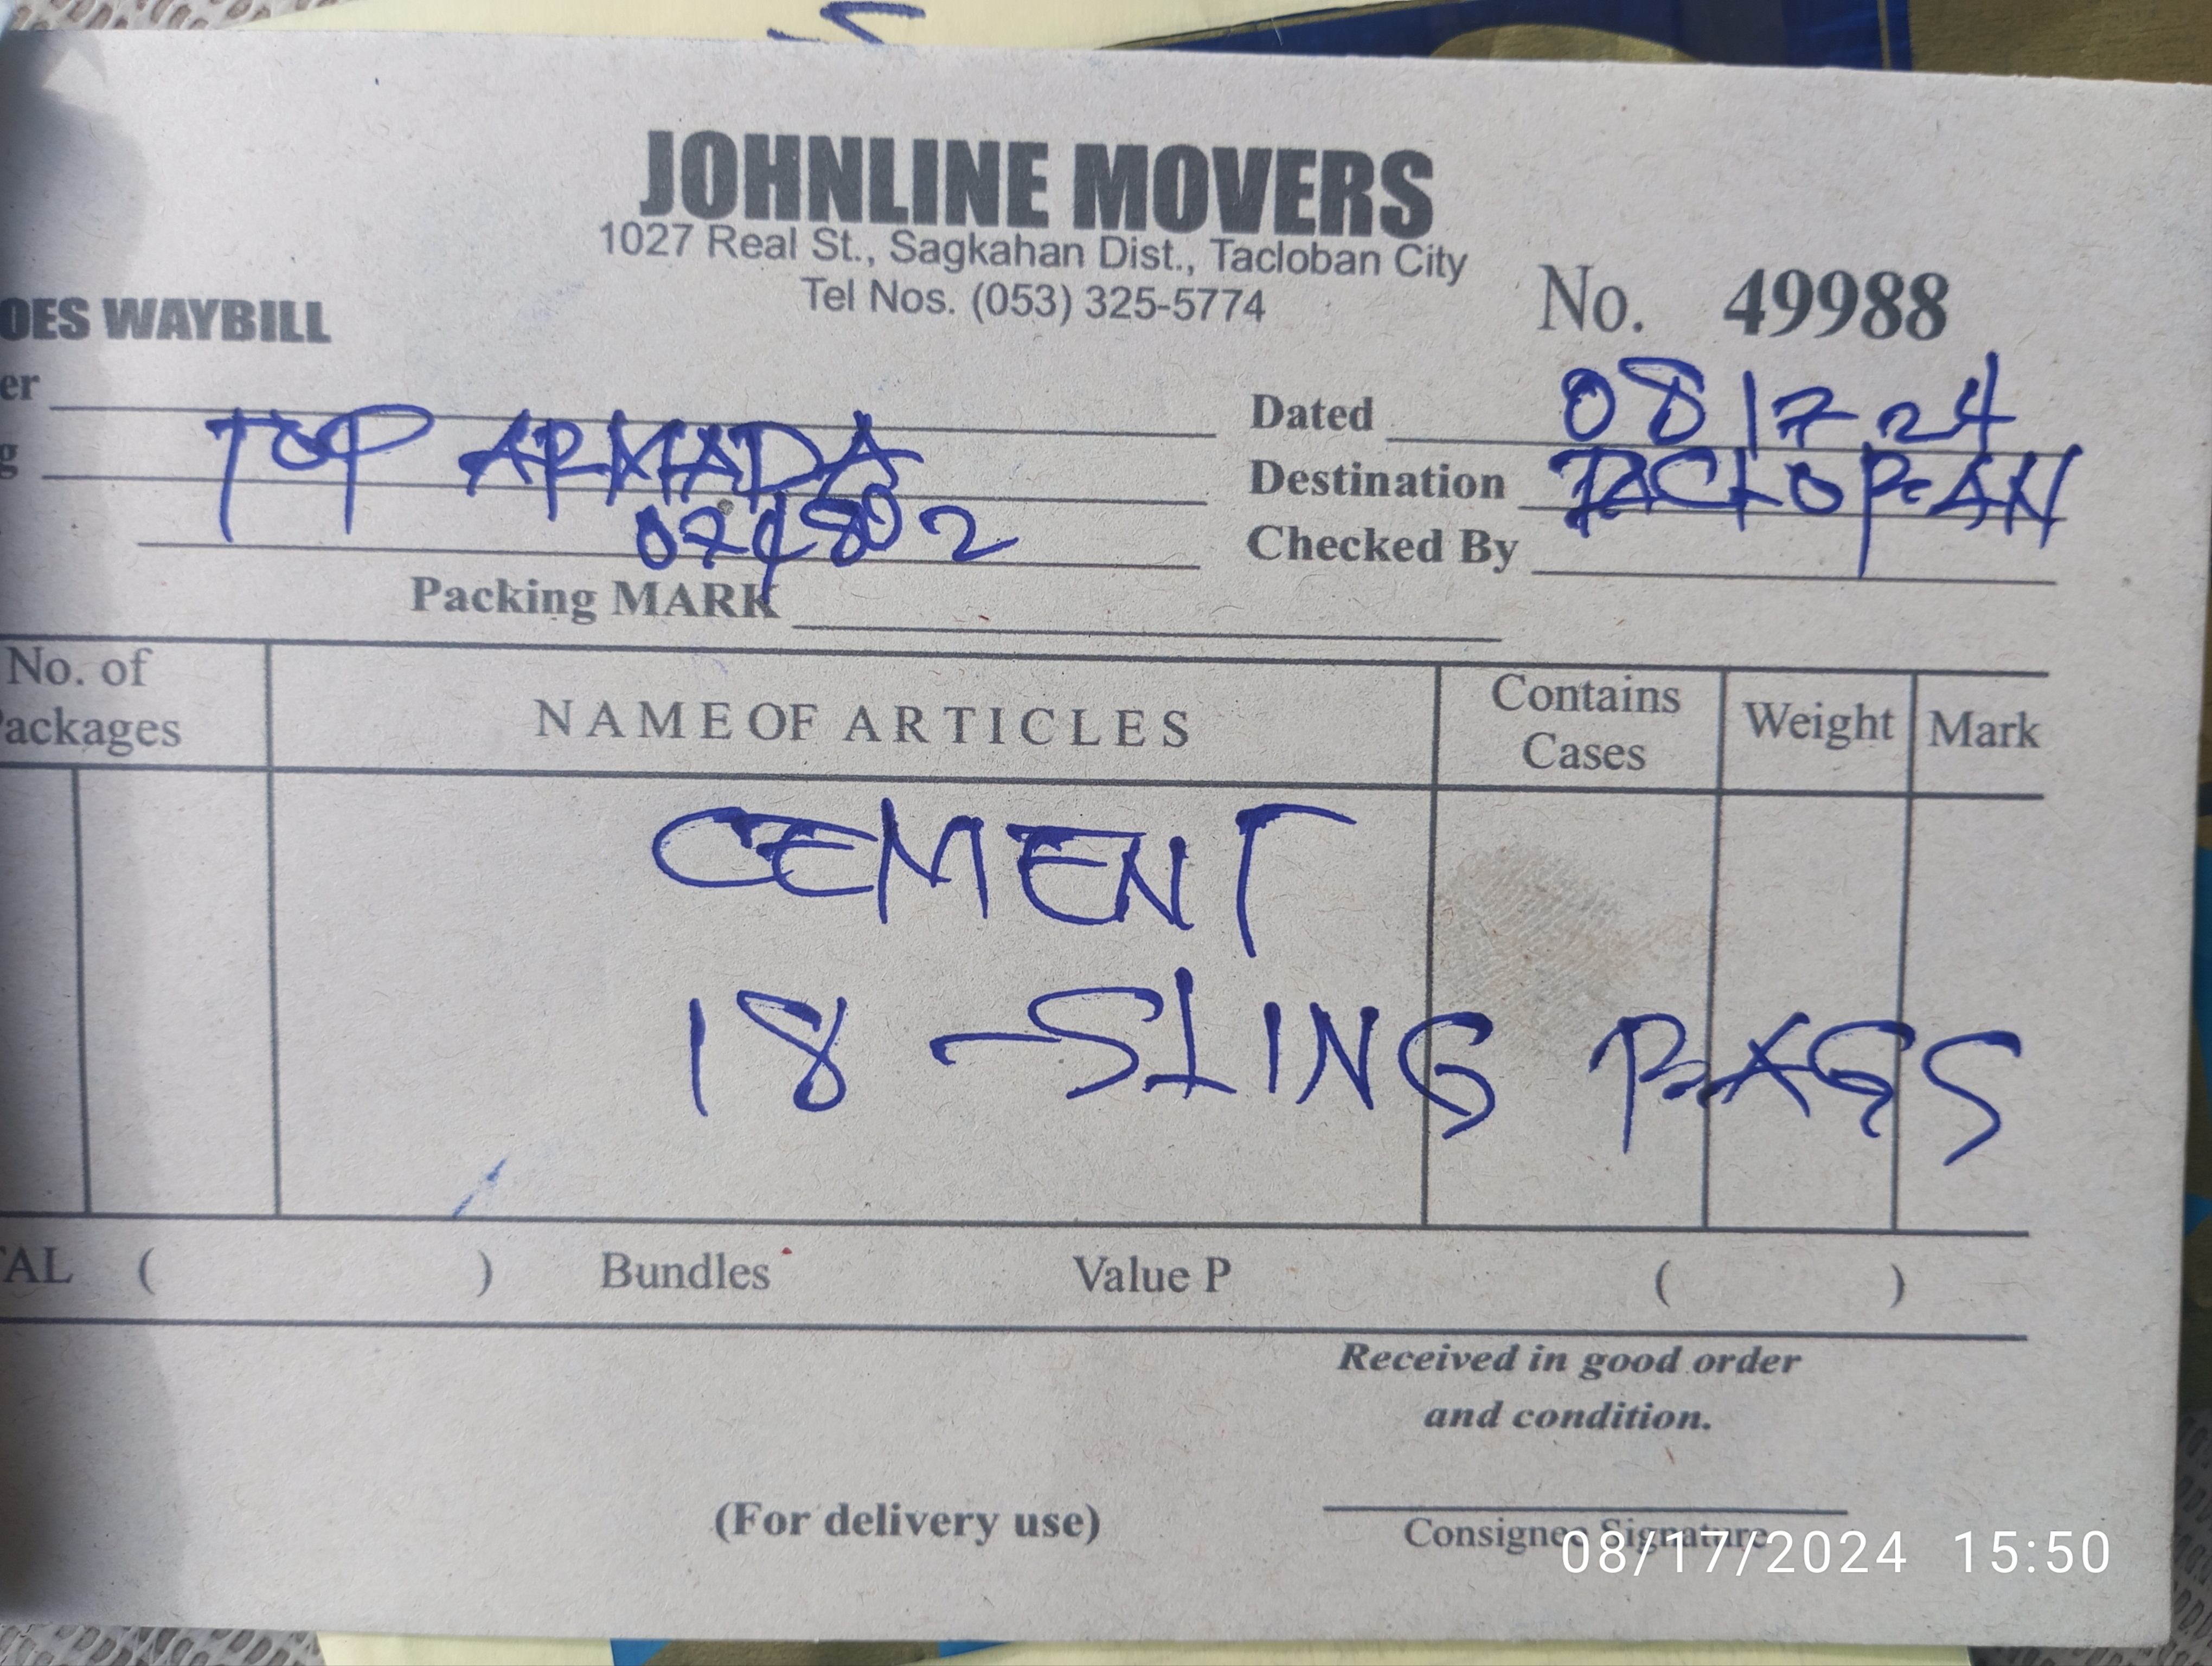 JOHNLINE MOVERS
1027 Real St., Sagkahan Dist., Tacloban City
Tel Nos. (053) 325-5774
No. 49988
OES WAYBILL
er
Dated 08 17 24
g TOP ARMADA
Destination TACLOBAN
Checked By
Packing MARK
No. of
ackages
NAME OF ARTICLES
Contains
Cases
Weight
Mark
CEMENT
18 - SLING BAGS
TAL ( ) Bundles Value P ( )
Received in good order
and condition.
(For delivery use)
Consignee Signature
08/17/2024 15:50